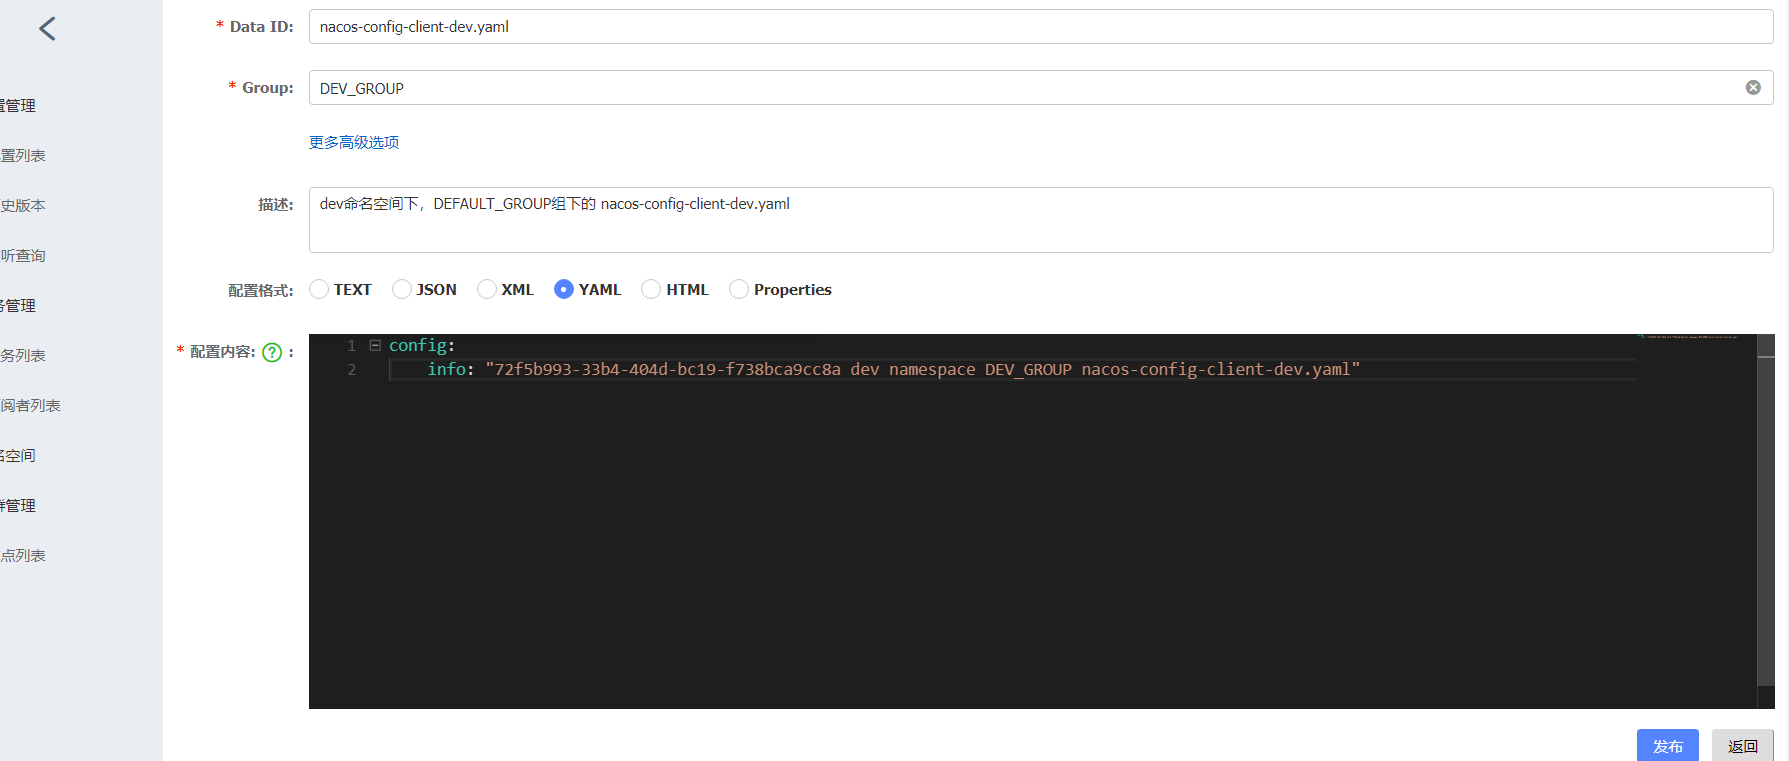 * Data ID: nacos-config-client-dev.yaml
* Group: DEV_GROUP
更多高级选项
描述: dev命名空间下，DEFAULT_GROUP组下的 nacos-config-client-dev.yaml
配置格式: TEXT JSON XML YAML HTML Properties
* 配置内容: ? :
1 config:
2 info: "72f5b993-33b4-404d-bc19-f738bca9cc8a dev namespace DEV_GROUP nacos-config-client-dev.yaml"
发布 返回
置管理
置列表
史版本
听查询
务管理
务列表
阅者列表
名空间
群管理
点列表